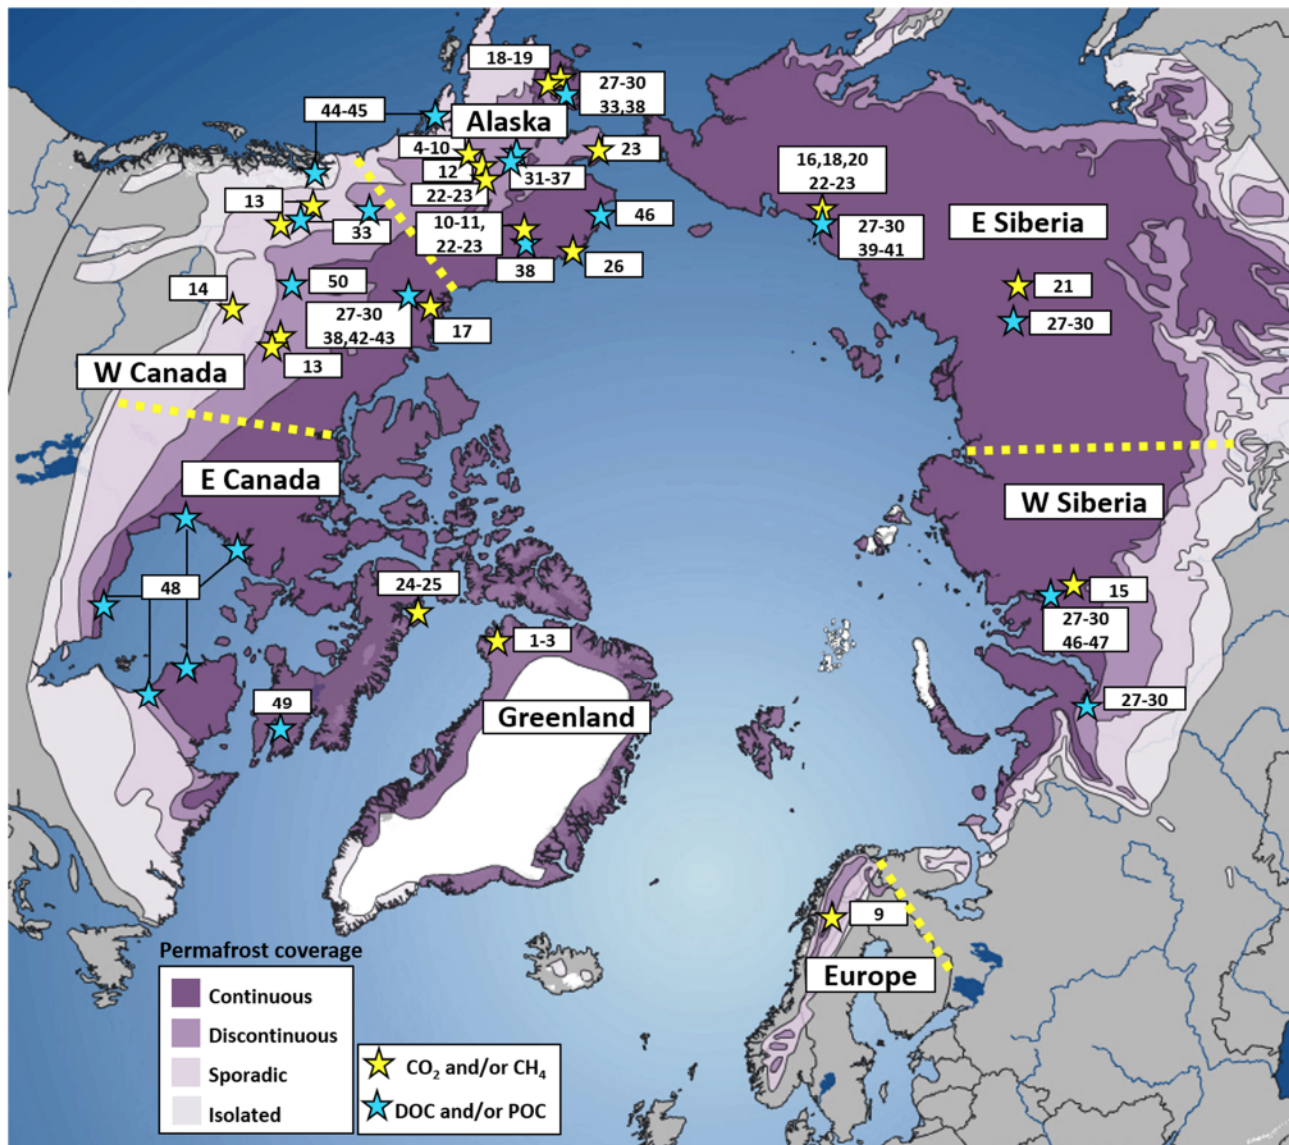 18-19
27-30
33,38
44-45
Alaska
4-10
12
22-23
31-37
23
16,18,20
22-23
13
33
10-11,
22-23
46
27-30
39-41
E Siberia
38
26
14
50
27-30
38,42-43
17
21
27-30
13
W Canada
E Canada
W Siberia
48
24-25
1-3
15
27-30
46-47
49
Greenland
27-30
9
Europe
Permafrost coverage
Continuous
Discontinuous
Sporadic
Isolated
CO₂ and/or CH₄
DOC and/or POC